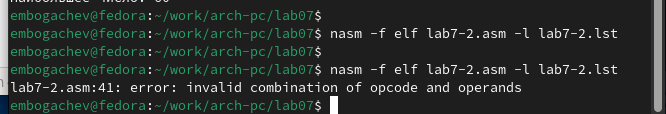 embogachev@fedora:~/work/arch-pc/lab07$
embogachev@fedora:~/work/arch-pc/lab07$ nasm -f elf lab7-2.asm -l lab7-2.lst
embogachev@fedora:~/work/arch-pc/lab07$
embogachev@fedora:~/work/arch-pc/lab07$ nasm -f elf lab7-2.asm -l lab7-2.lst
lab7-2.asm:41: error: invalid combination of opcode and operands
embogachev@fedora:~/work/arch-pc/lab07$